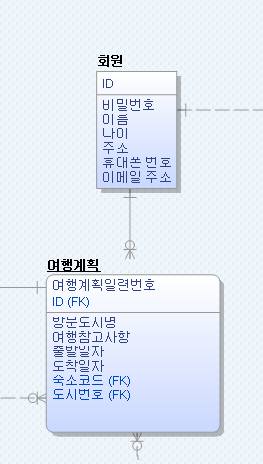 회원
ID
비밀번호
이름
나이
주소
휴대폰 번호
이메일 주소
여행계획
여행계획일련번호
ID (FK)
방문도시명
여행참고사항
출발일자
도착일자
숙소코드 (FK)
도시번호 (FK)